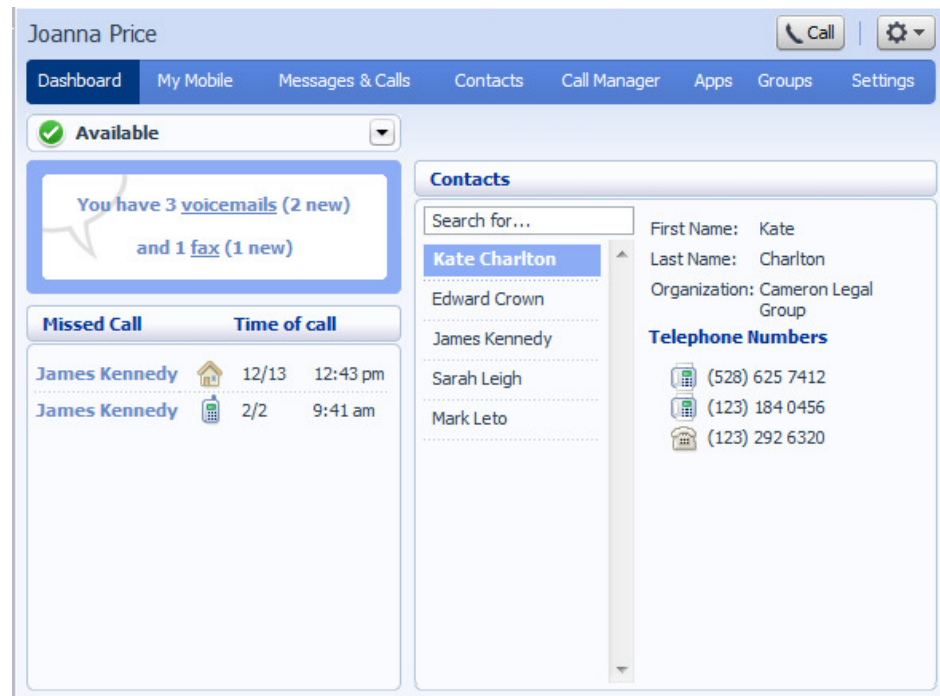 Joanna Price
Call
Dashboard My Mobile Messages & Calls Contacts Call Manager Apps Groups Settings
Available
You have 3 voicemails (2 new)
and 1 fax (1 new)
Missed Call Time of call
James Kennedy 12/13 12:43 pm
James Kennedy 2/2 9:41 am
Contacts
Search for...
Kate Charlton
Edward Crown
James Kennedy
Sarah Leigh
Mark Leto
First Name: Kate
Last Name: Charlton
Organization: Cameron Legal
Group
Telephone Numbers
(528) 625 7412
(123) 184 0456
(123) 292 6320